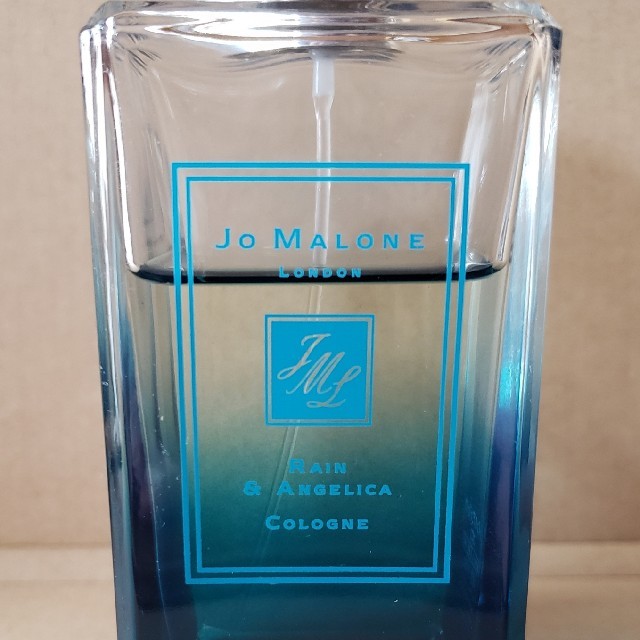 Jo Malone
London
JML
Rain
& Angelica
Cologne